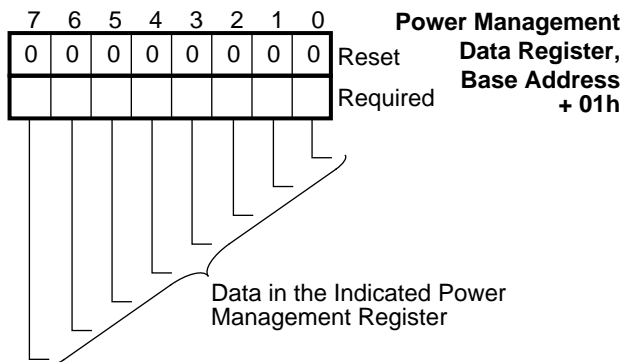 7 6 5 4 3 2 1 0
Power Management
Data Register,
Base Address
+ 01h
0 0 0 0 0 0 0 0 Reset
Required
Data in the Indicated Power
Management Register